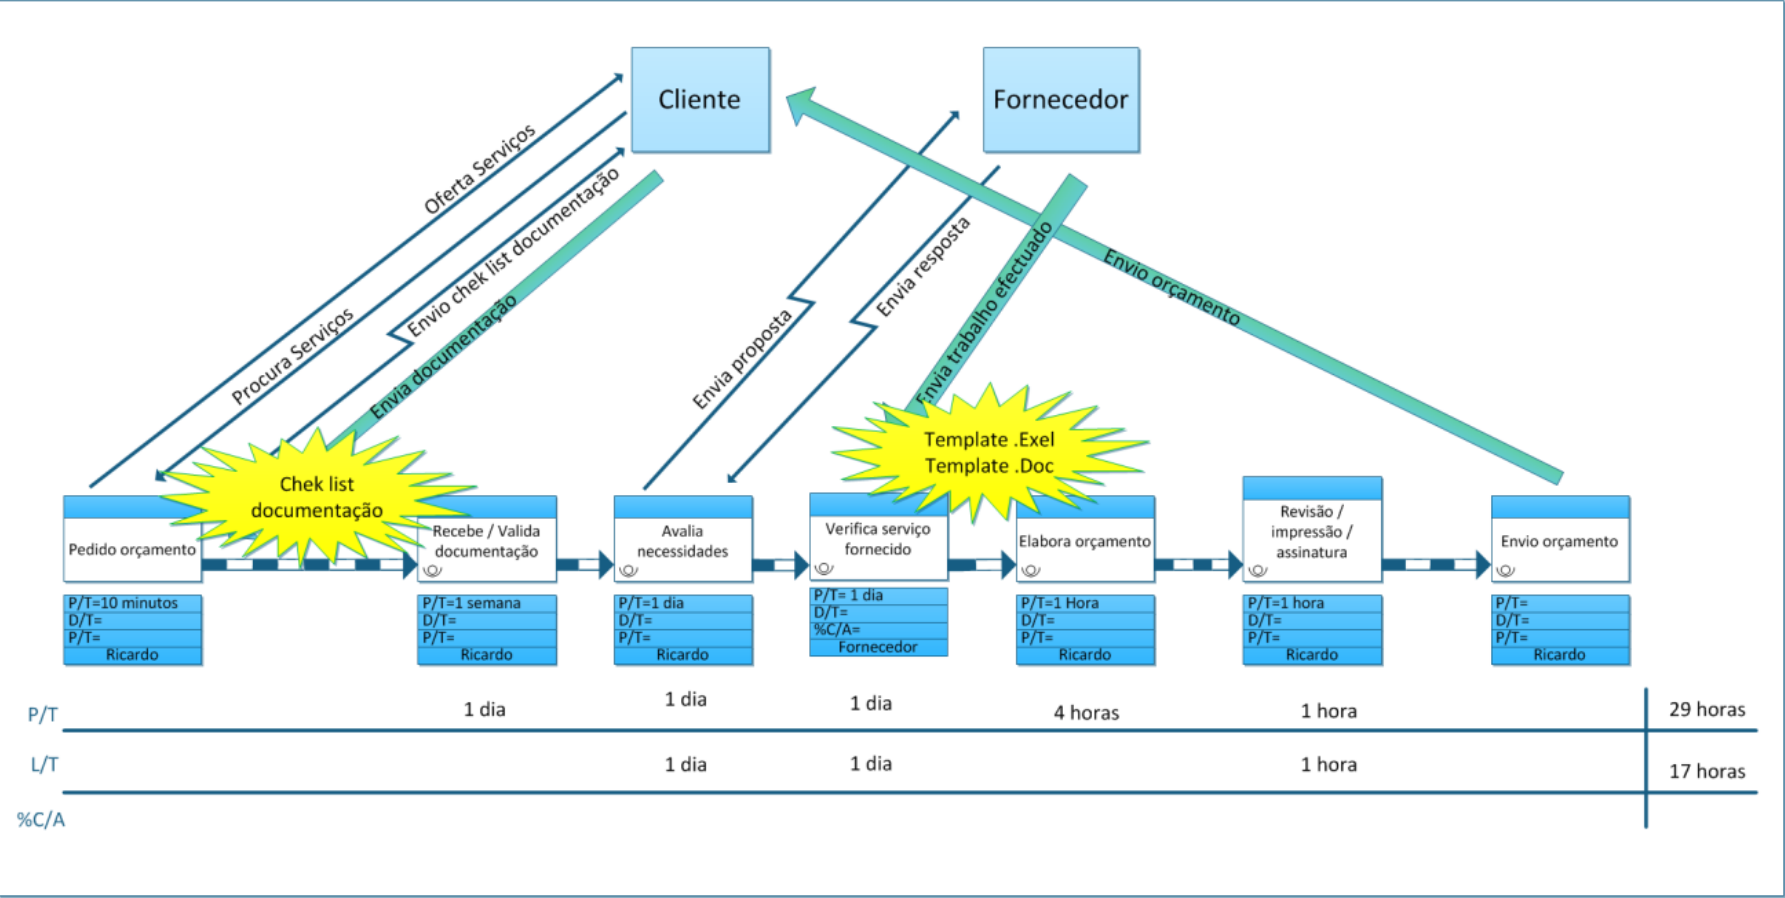 Cliente
Fornecedor
Oferta Serviços
Procura Serviços
Envio chek list documentação
Envia documentação
Envia proposta
Envia resposta
Envia trabalho efectuado
Envio orçamento
Chek list
documentação
Template .Exel
Template .Doc
Pedido orçamento
Recebe / Valida
documentação
Avalia
necessidades
Verifica serviço
fornecido
Elabora orçamento
Revisão /
impressão /
assinatura
Envio orçamento
P/T=10 minutos
D/T=
P/T=
Ricardo
P/T=1 semana
D/T=
P/T=
Ricardo
P/T=1 dia
D/T=
P/T=
Ricardo
P/T= 1 dia
D/T=
%C/A=
Fornecedor
P/T=1 Hora
D/T=
P/T=
Ricardo
P/T=1 hora
D/T=
P/T=
Ricardo
P/T=
D/T=
P/T=
Ricardo
P/T 1 dia 1 dia 1 dia 4 horas 1 hora 29 horas
L/T 1 dia 1 dia 1 hora 17 horas
%C/A